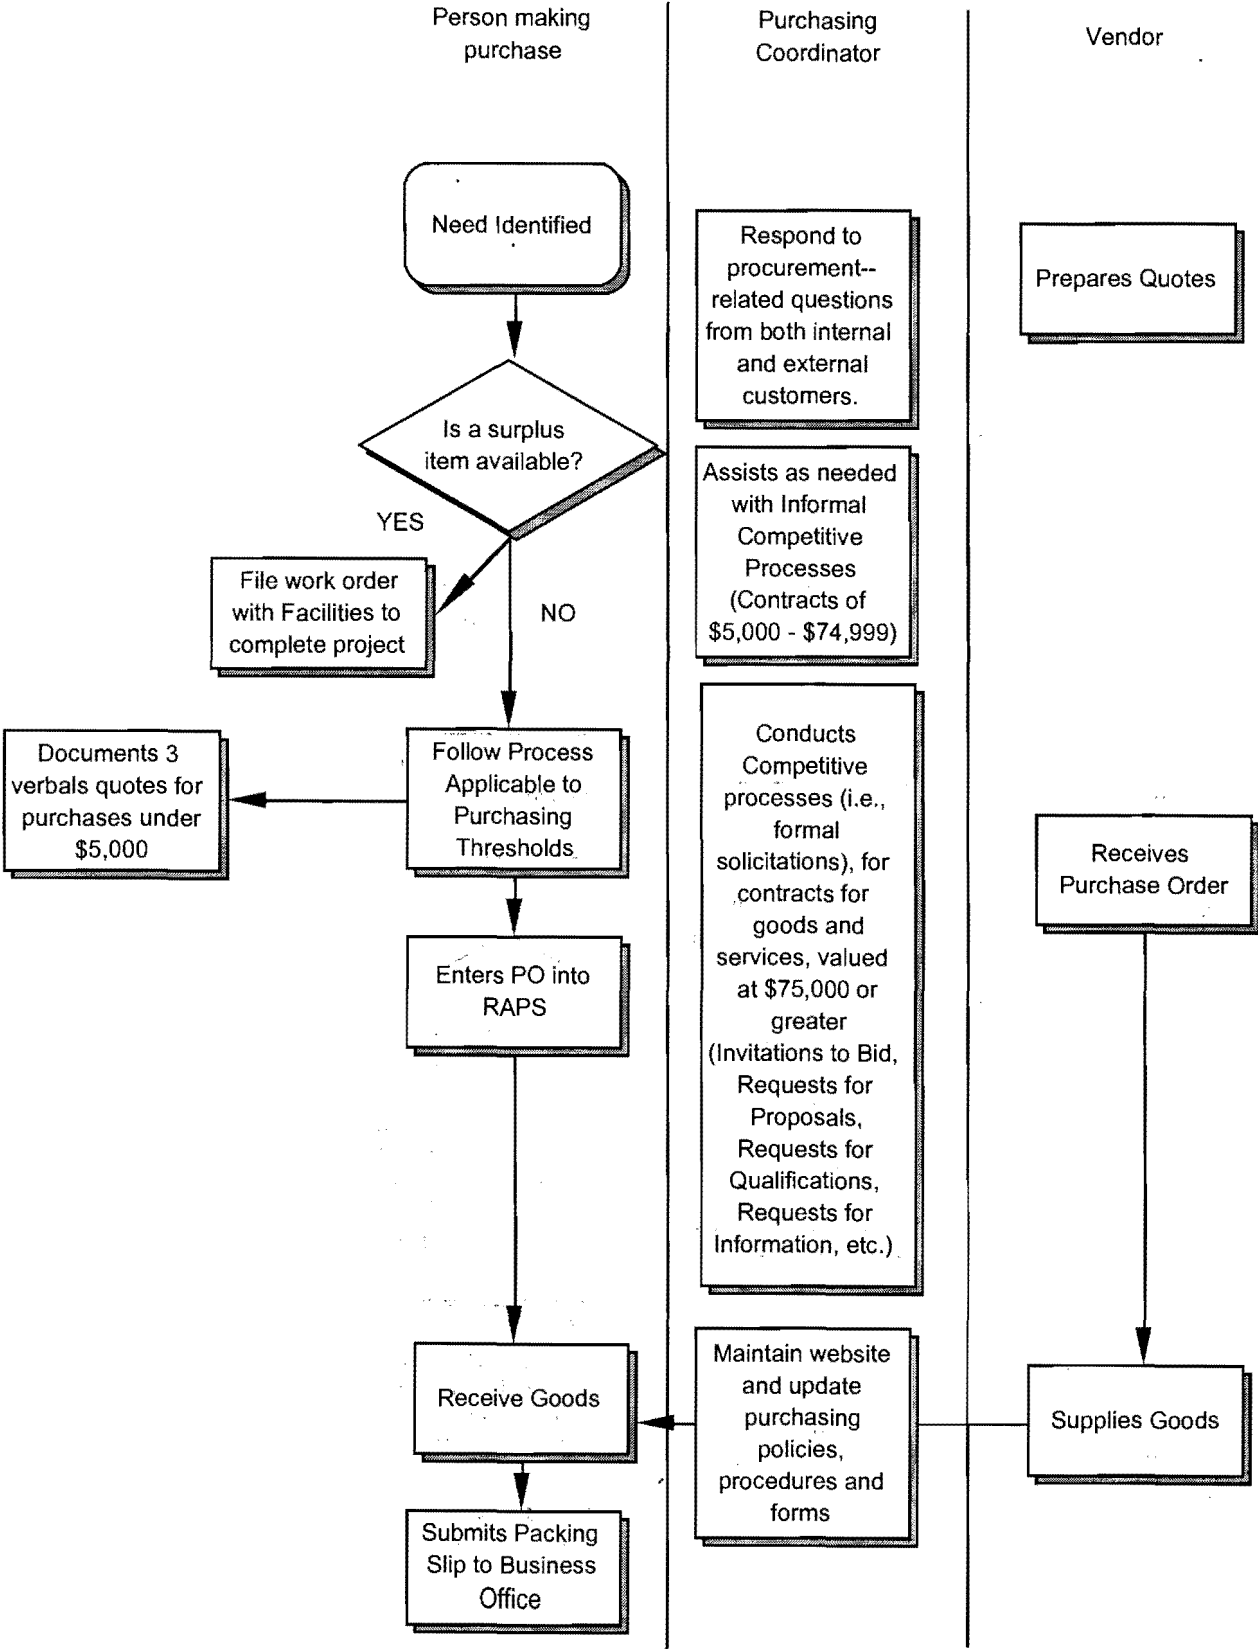 Person making
purchase
Purchasing
Coordinator
Vendor
Need Identified
Is a surplus
item available?
YES
NO
File work order
with Facilities to
complete project
Follow Process
Applicable to
Purchasing
Thresholds
Documents 3
verbals quotes for
purchases under
$5,000
Enters PO into
RAPS
Receive Goods
Submits Packing
Slip to Business
Office
Respond to
procurement--
related questions
from both internal
and external
customers.
Assists as needed
with Informal
Competitive
Processes
(Contracts of
$5,000 - $74,999)
Conducts
Competitive
processes (i.e.,
formal
solicitations), for
contracts for
goods and
services, valued
at $75,000 or
greater
(Invitations to Bid,
Requests for
Proposals,
Requests for
Qualifications,
Requests for
Information, etc.)
Maintain website
and update
purchasing
policies,
procedures and
forms
Prepares Quotes
Receives
Purchase Order
Supplies Goods